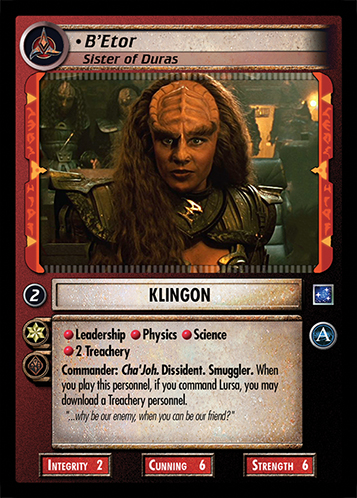 • B'Etor
Sister of Duras
2
KLINGON
A
Leadership Physics Science
2 Treachery
Commander: Cha'Joh. Dissident. Smuggler. When
you play this personnel, if you command Lursa, you may
download a Treachery personnel.
"...why be our enemy, when you can be our friend?"
INTEGRITY 2 CUNNING 6 STRENGTH 6